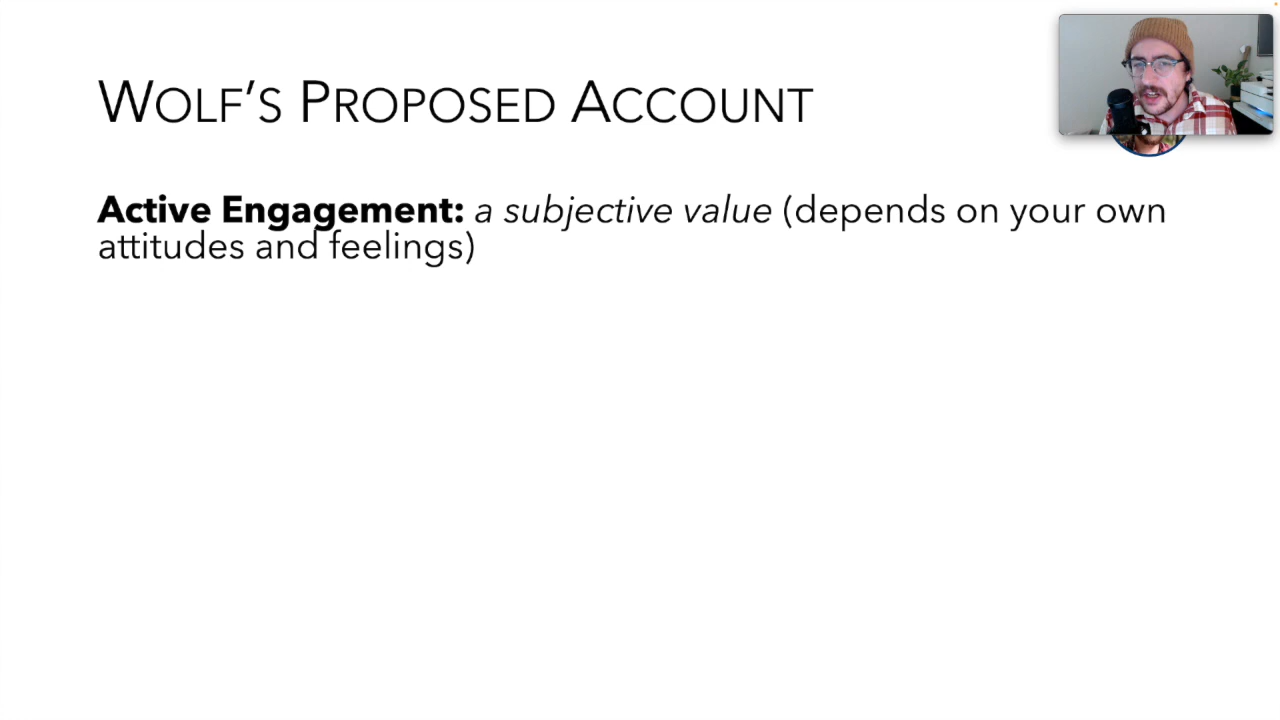 Wolf's Proposed Account
Active Engagement: a subjective value (depends on your own
attitudes and feelings)